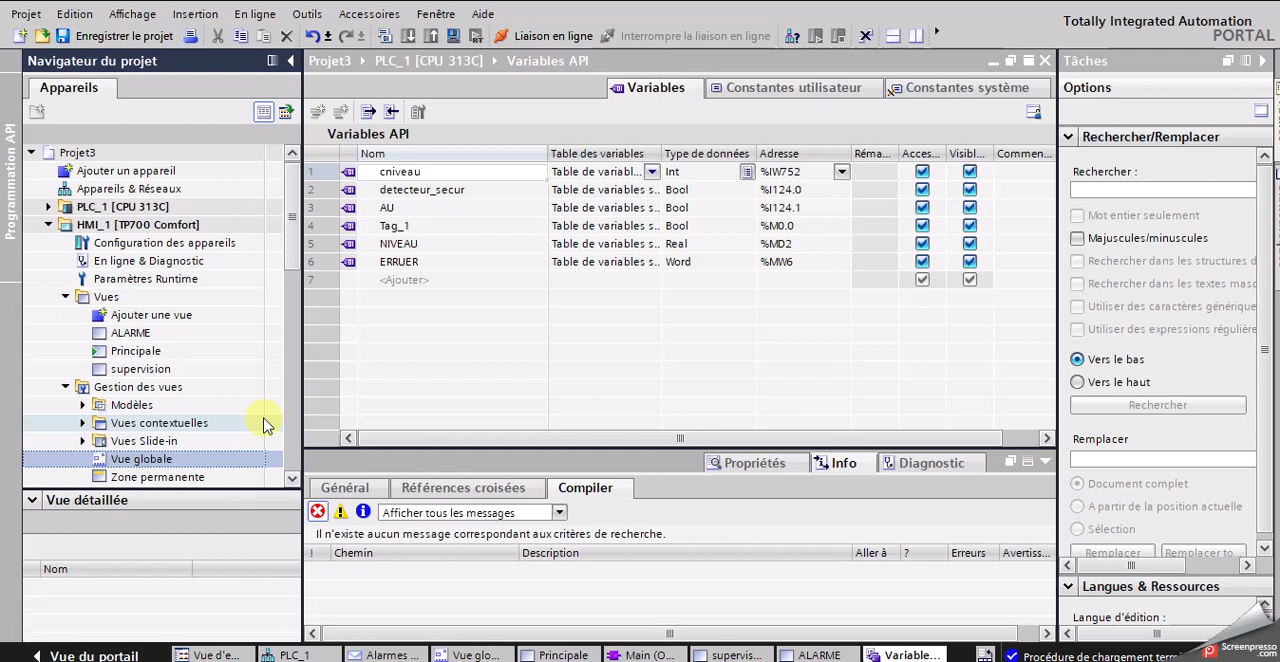 Projet Edition Affichage Insertion En ligne Outils Accessoires Fenêtre Aide
Totally Integrated Automation
PORTAL
Enregistrer le projet Liaison en ligne Interrompre la liaison en ligne
Navigateur du projet
Projet3 PLC_1 [CPU 313C] Variables API
Tâches
Appareils
Variables Constantes utilisateur Constantes système
Options
Programmation API
Variables API
Rechercher/Remplacer
Nom Table des variables Type de données Adresse Réma... Acces... Visibl... Commen...
1 cniveau Table de variabl... Int %IW752
2 detecteur_secur Table de variables s... Bool %I124.0
3 AU Table de variables s... Bool %I124.1
4 Tag_1 Table de variables s... Bool %M0.0
5 NIVEAU Table de variables s... Real %MD2
6 ERRUER Table de variables s... Word %MW6
7 <Ajouter>
Projet3
Ajouter un appareil
Appareils & Réseaux
PLC_1 [CPU 313C]
HMI_1 [TP700 Comfort]
Configuration des appareils
En ligne & Diagnostic
Paramètres Runtime
Vues
Ajouter une vue
ALARME
Principale
supervision
Gestion des vues
Modèles
Vues contextuelles
Vues Slide-in
Vue globale
Zone permanente
Rechercher :
Mot entier seulement
Majuscules/minuscules
Rechercher dans les structures d
Rechercher dans les textes masc
Utiliser des caractères générique
Utiliser des expressions régulière
Vers le bas
Vers le haut
Rechercher
Remplacer
Document complet
A partir de la position actuelle
Sélection
Remplacer Remplacer to...
Langues & Ressources
Langue d'édition :
Propriétés Info Diagnostic
Général Références croisées Compiler
Afficher tous les messages
Il n'existe aucun message correspondant aux critères de recherche.
! Chemin Description Aller à ? Erreurs Avertiss...
Vue détaillée
Nom
Vue du portail Vue d'e... PLC_1 Alarmes ... Vue glo... Principale Main (O... supervis... ALARME Variable...
Procédure de chargement term
Screenpresso
.com